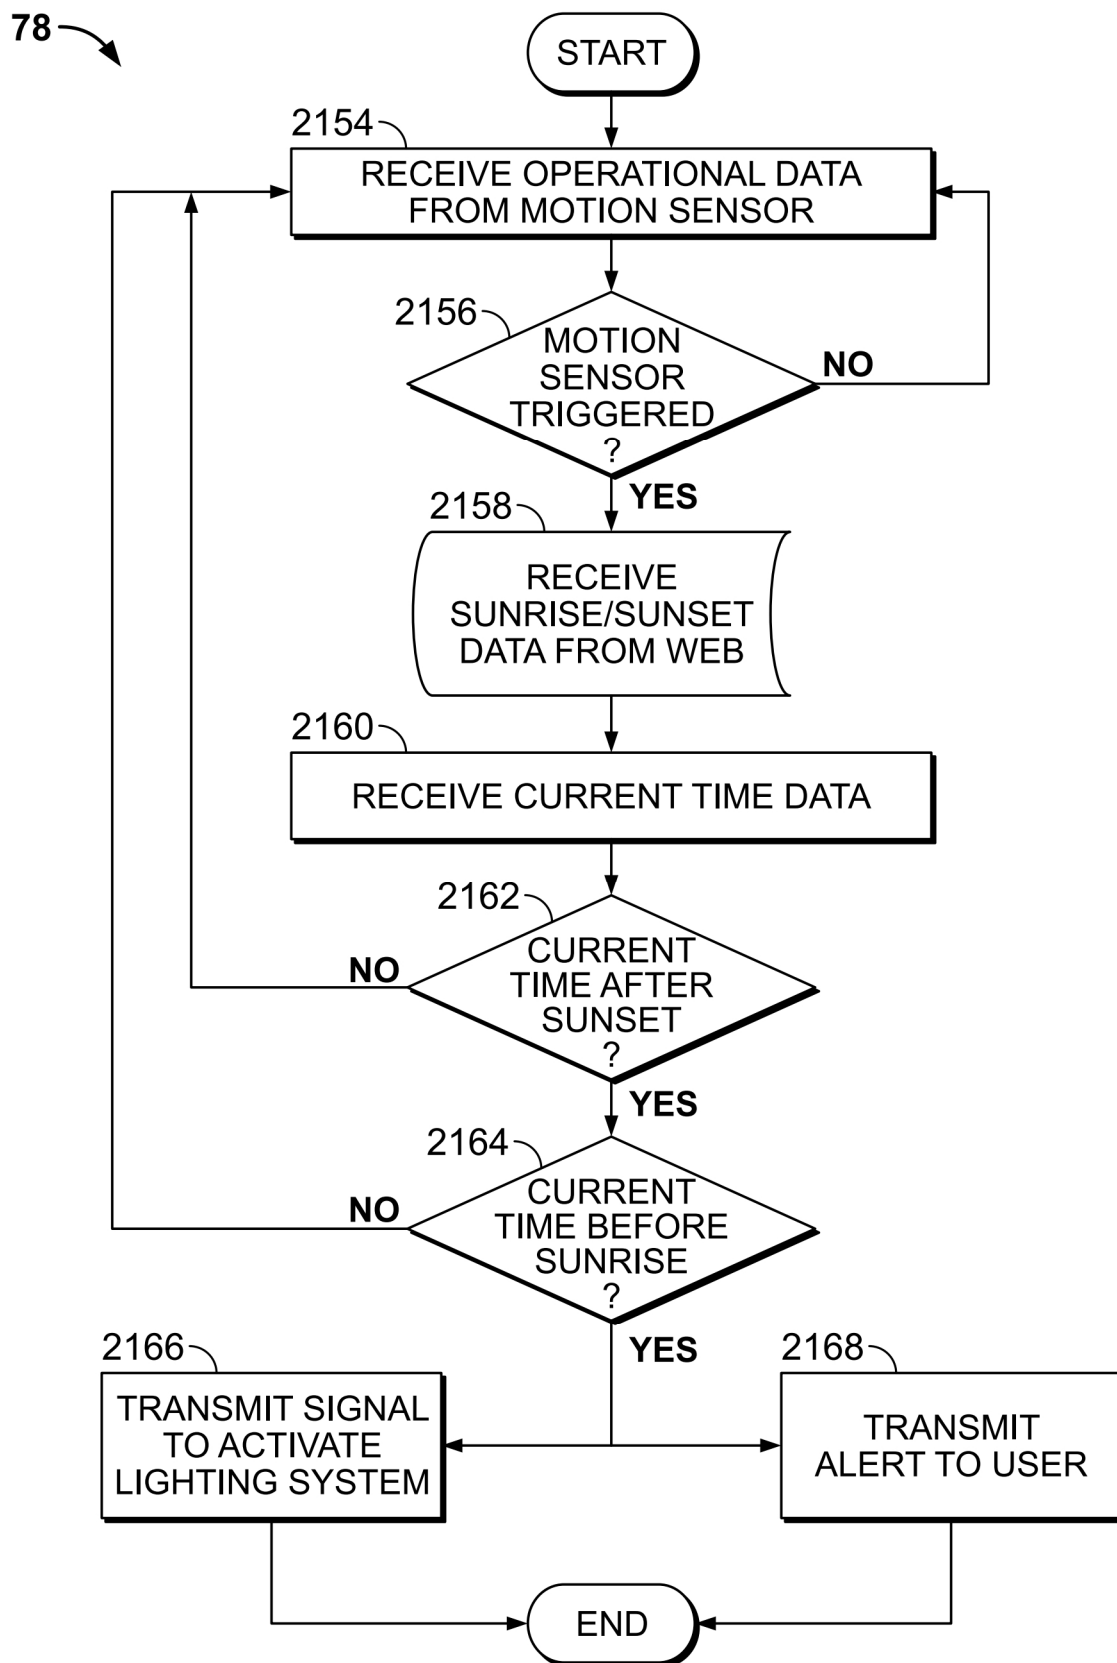 78
START
2154
RECEIVE OPERATIONAL DATA
FROM MOTION SENSOR
2156
MOTION
SENSOR
TRIGGERED
?
NO
YES
2158
RECEIVE
SUNRISE/SUNSET
DATA FROM WEB
2160
RECEIVE CURRENT TIME DATA
2162
CURRENT
TIME AFTER
SUNSET
?
NO
YES
2164
CURRENT
TIME BEFORE
SUNRISE
?
NO
YES
2166
TRANSMIT SIGNAL
TO ACTIVATE
LIGHTING SYSTEM
2168
TRANSMIT
ALERT TO USER
END